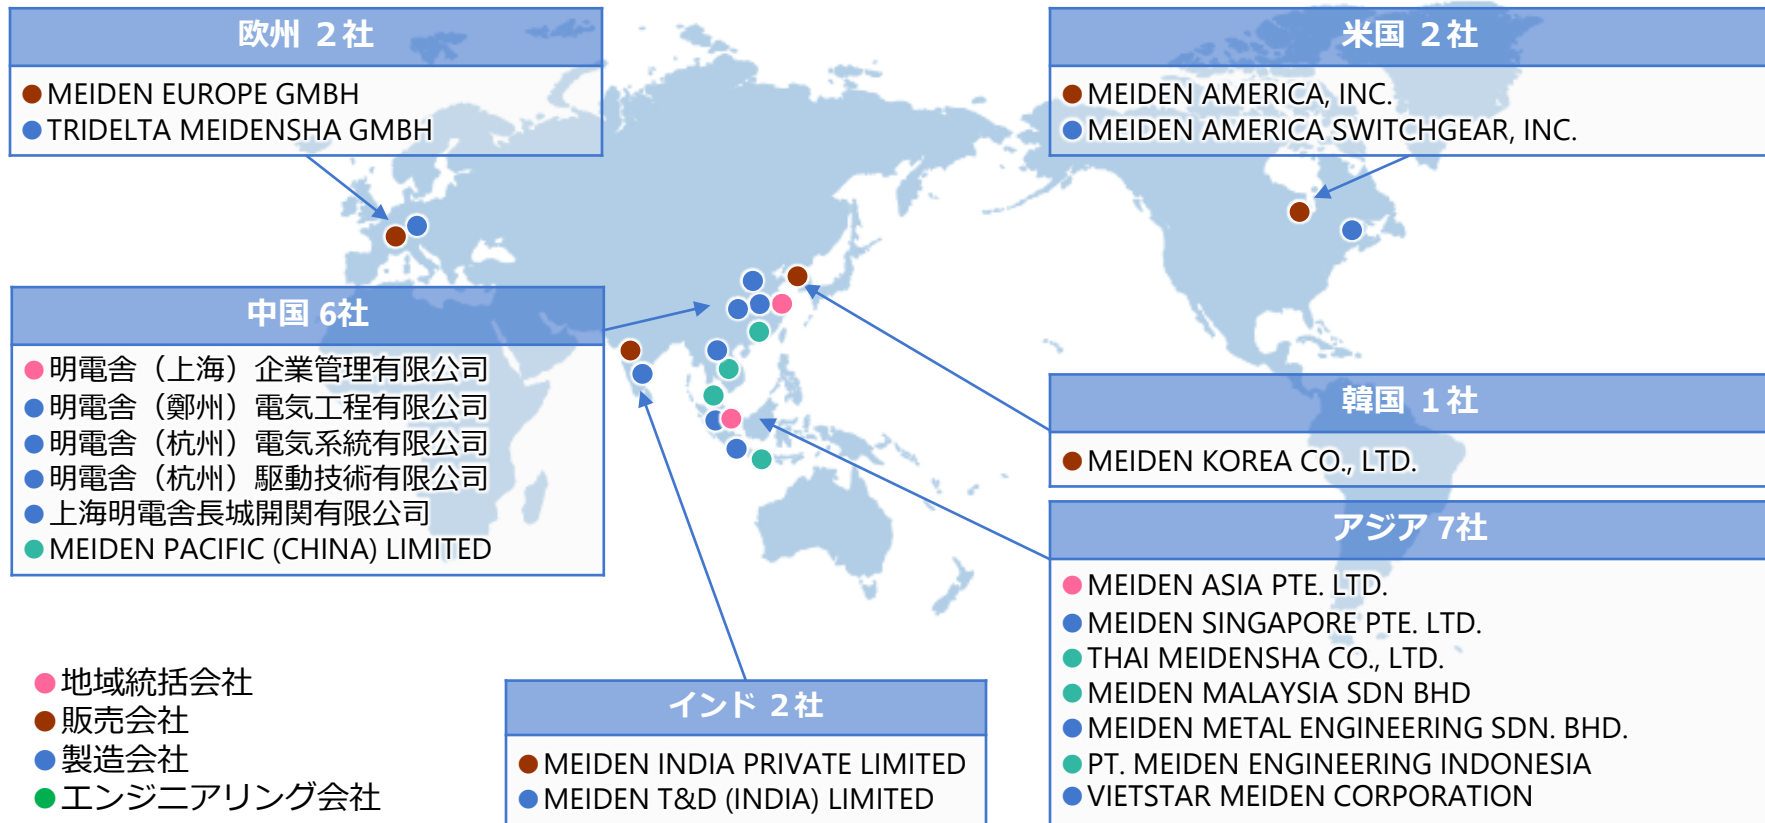 欧州 ２社
● MEIDEN EUROPE GMBH
● TRIDELTA MEIDENSHA GMBH
米国 ２社
● MEIDEN AMERICA, INC.
● MEIDEN AMERICA SWITCHGEAR, INC.
中国 6社
● 明電舎（上海）企業管理有限公司
● 明電舎（鄭州）電気工程有限公司
● 明電舎（杭州）電気系統有限公司
● 明電舎（杭州）駆動技術有限公司
● 上海明電舎長城開関有限公司
● MEIDEN PACIFIC (CHINA) LIMITED
韓国 １社
● MEIDEN KOREA CO., LTD.
アジア 7社
● MEIDEN ASIA PTE. LTD.
● MEIDEN SINGAPORE PTE. LTD.
● THAI MEIDENSHA CO., LTD.
● MEIDEN MALAYSIA SDN BHD
● MEIDEN METAL ENGINEERING SDN. BHD.
● PT. MEIDEN ENGINEERING INDONESIA
● VIETSTAR MEIDEN CORPORATION
インド ２社
● MEIDEN INDIA PRIVATE LIMITED
● MEIDEN T&D (INDIA) LIMITED
● 地域統括会社
● 販売会社
● 製造会社
● エンジニアリング会社